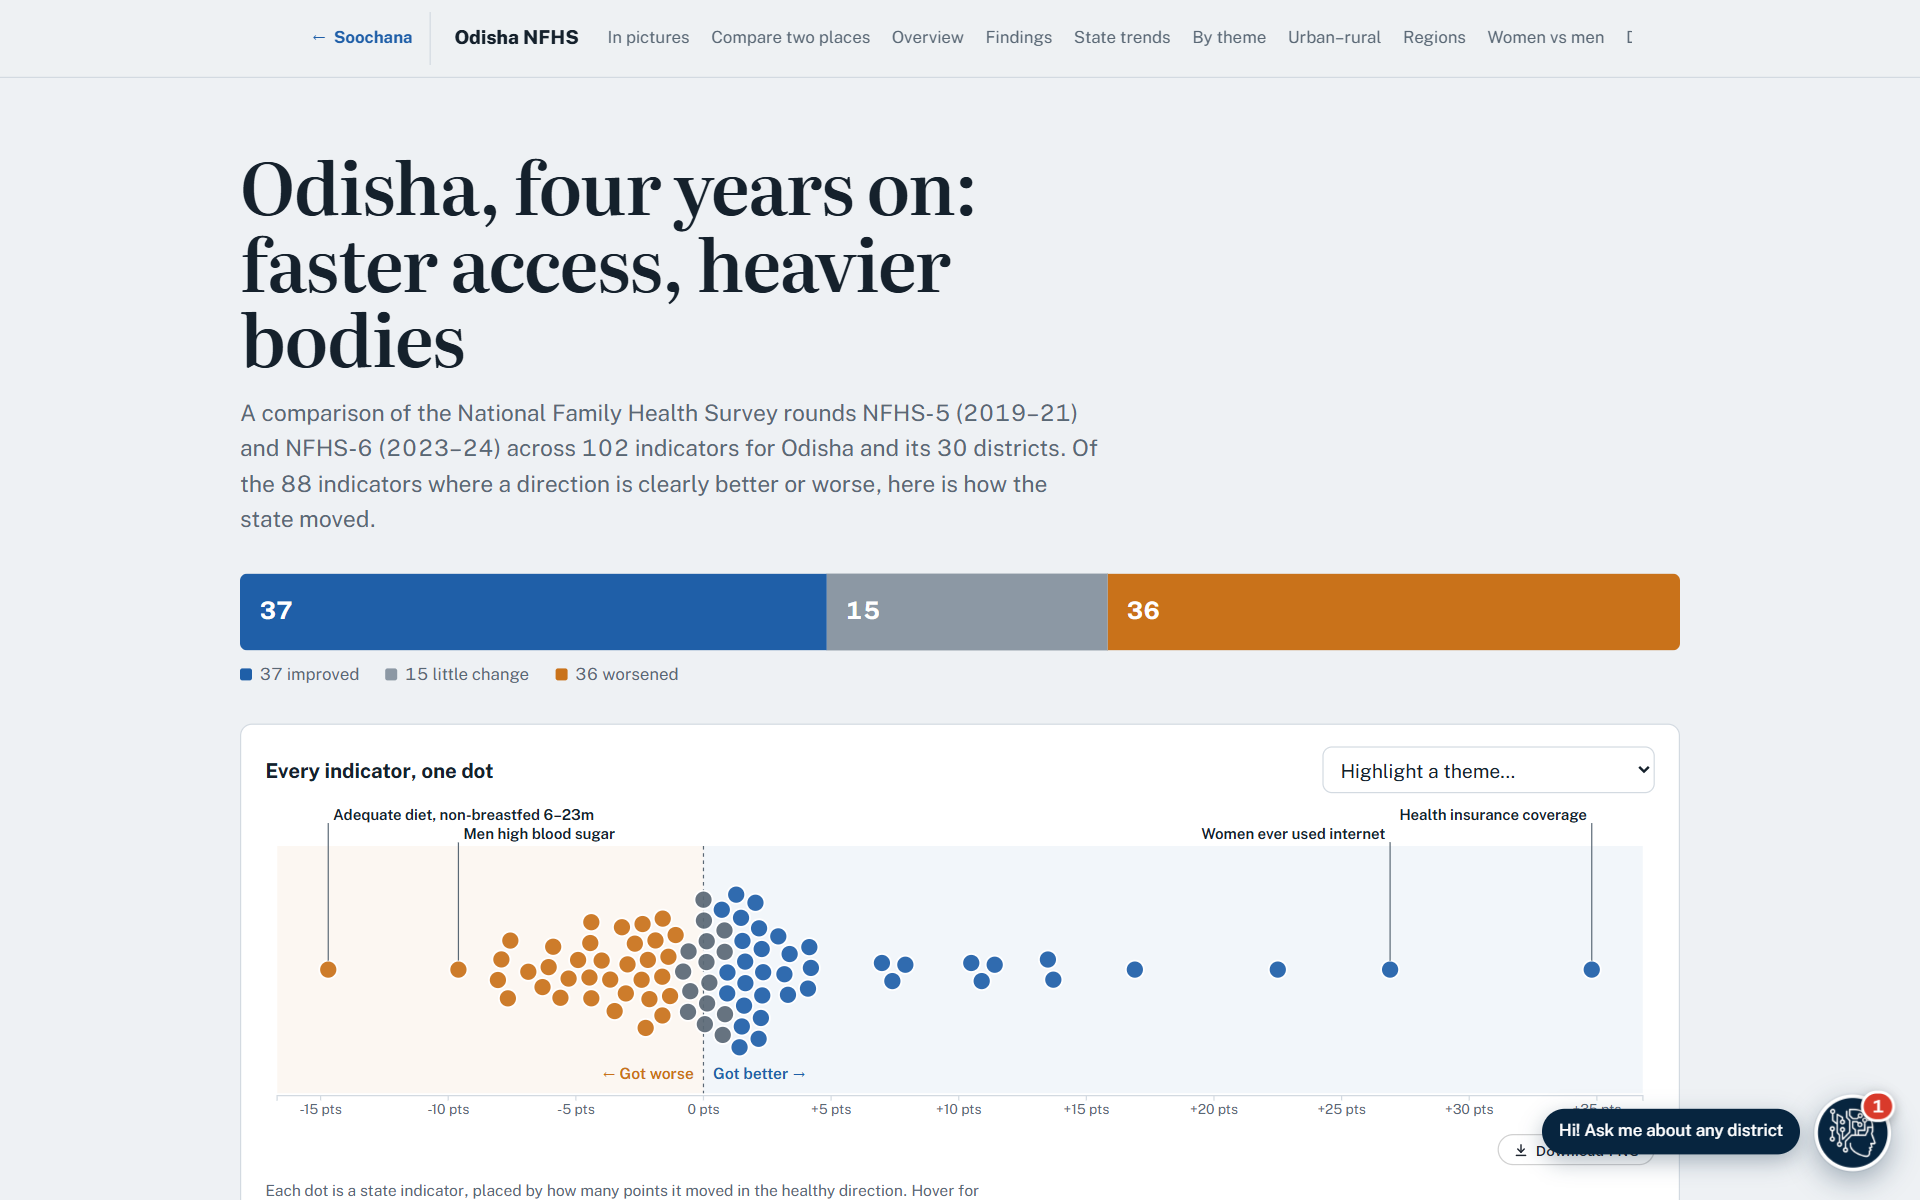 ← Soochana
Odisha NFHS
In pictures
Compare two places
Overview
Findings
State trends
By theme
Urban–rural
Regions
Women vs men
Odisha, four years on:
faster access, heavier
bodies
A comparison of the National Family Health Survey rounds NFHS-5 (2019–21)
and NFHS-6 (2023–24) across 102 indicators for Odisha and its 30 districts. Of
the 88 indicators where a direction is clearly better or worse, here is how the
state moved.
37
15
36
37 improved
15 little change
36 worsened
Every indicator, one dot
Highlight a theme...
Adequate diet, non-breastfed 6–23m
Men high blood sugar
Health insurance coverage
Women ever used internet
← Got worse
Got better →
-15 pts
-10 pts
-5 pts
0 pts
+5 pts
+10 pts
+15 pts
+20 pts
+25 pts
+30 pts
1
Hi! Ask me about any district
Each dot is a state indicator, placed by how many points it moved in the healthy direction. Hover for